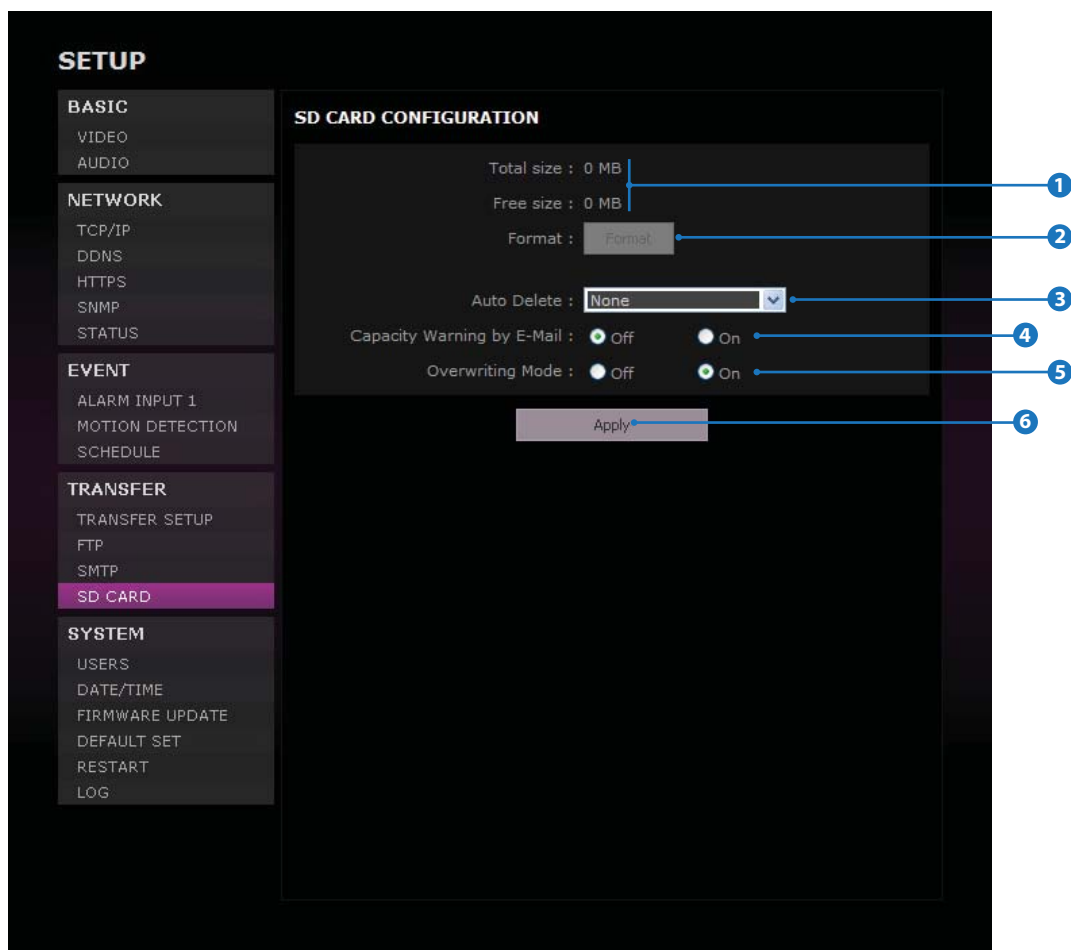 SETUP
BASIC
VIDEO
AUDIO
NETWORK
TCP/IP
DDNS
HTTPS
SNMP
STATUS
EVENT
ALARM INPUT 1
MOTION DETECTION
SCHEDULE
TRANSFER
TRANSFER SETUP
FTP
SMTP
SD CARD
SYSTEM
USERS
DATE/TIME
FIRMWARE UPDATE
DEFAULT SET
RESTART
LOG
SD CARD CONFIGURATION
Total size : 0 MB
1
Free size : 0 MB
Format : Format 2
Auto Delete : None 3
Capacity Warning by E-Mail : Off On 4
Overwriting Mode : Off On 5
Apply 6